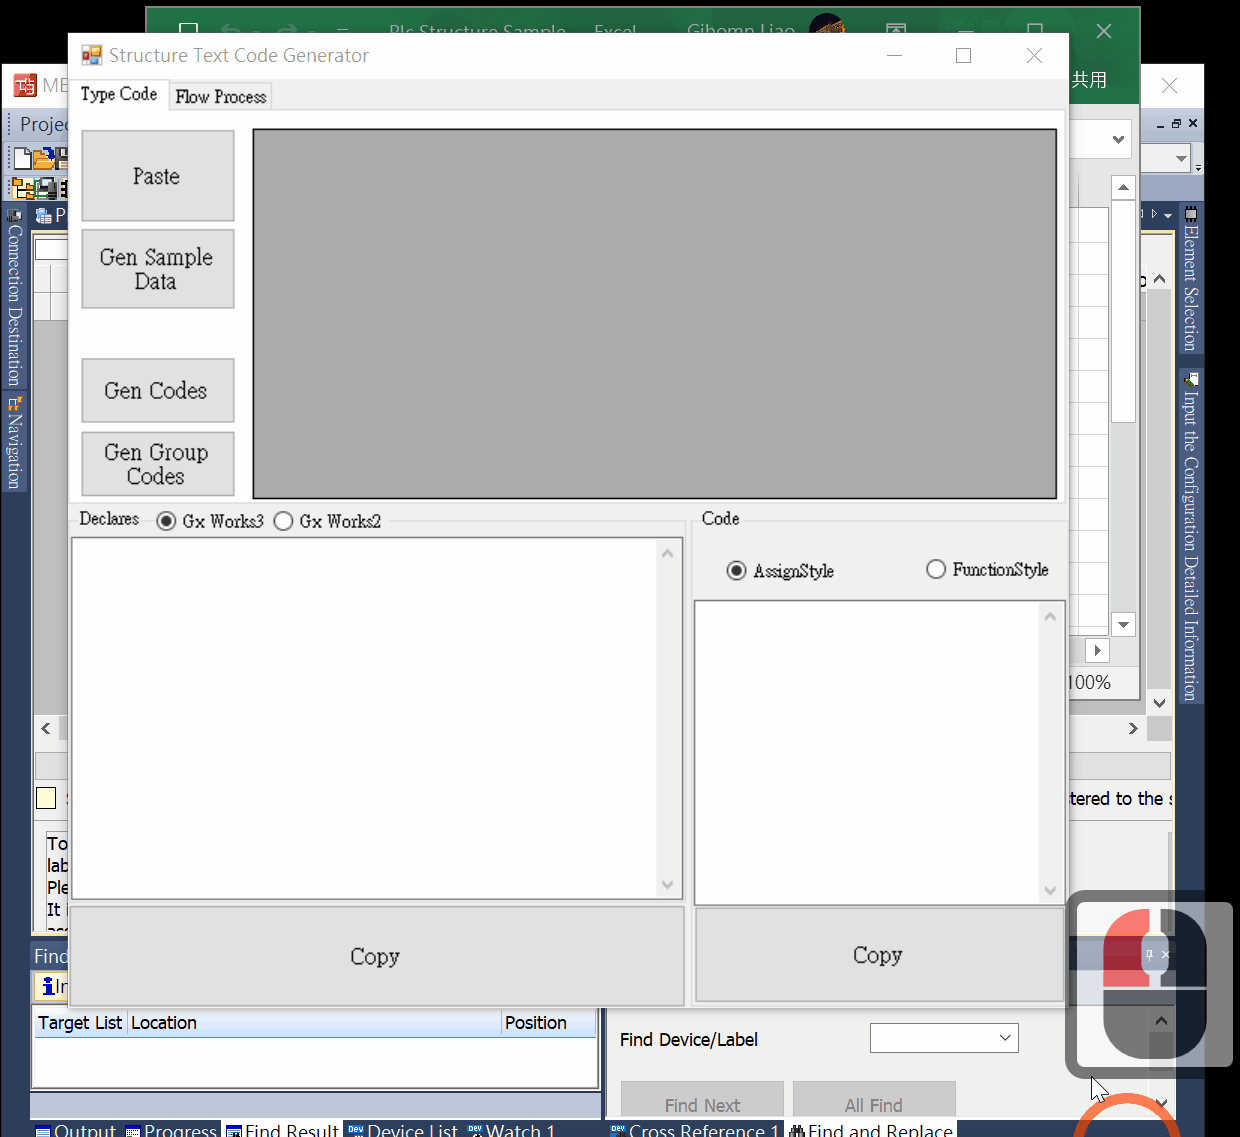 Plc Structure Sample - Excel
Gihomn Liao
Structure Text Code Generator
共用
Type Code
Flow Process
Paste
Gen Sample
Data
Gen Codes
Gen Group
Codes
Connection Destination
Navigation
Element Selection
Input the Configuration Detailed Information
Declares
Gx Works3
Gx Works2
Code
AssignStyle
FunctionStyle
100%
tered to the s
To
lab
Ple
It
Copy
Copy
Find
Target List
Location
Position
Find Device/Label
Find Next
All Find
Output
Progress
Find Result
Device List
Watch 1
Cross Reference 1
Find and Replace